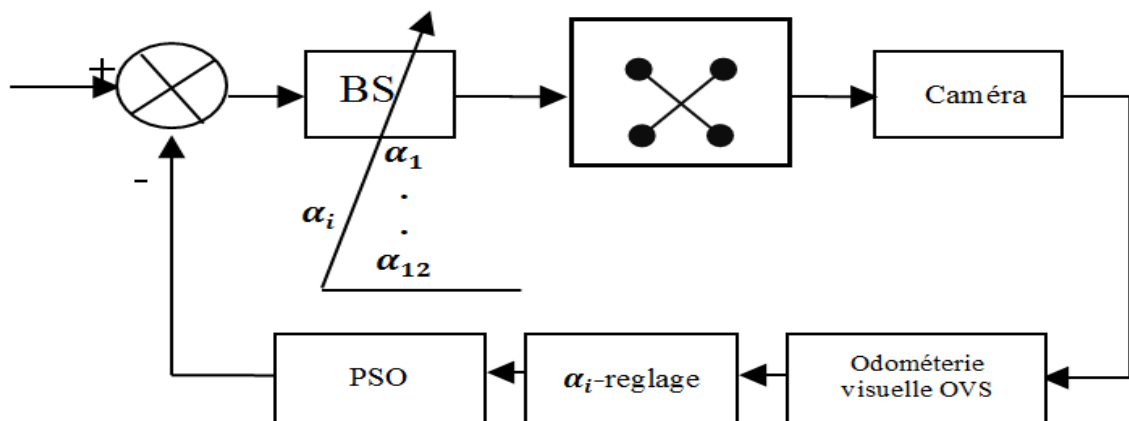 +
BS
Caméra
-
α1
.
αi
.
α12
PSO
αi-reglage
Odométerie
visuelle OVS